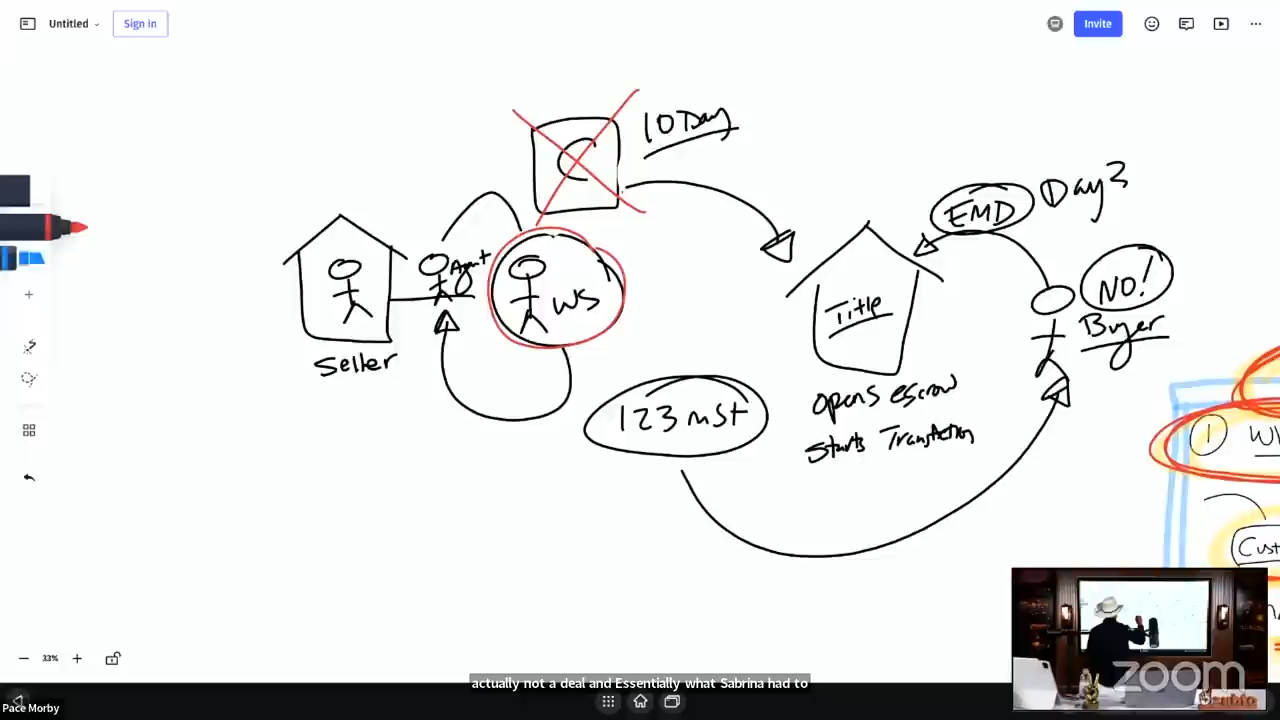 Untitled
Sign in
Invite
10 Day
EMD
Day 3
Agent
WS
NO!
Title
Buyer
Seller
123 mst
opens escrow
Starts Transaction
1
Cust
33%
actually not a deal and Essentially what Sabrina had to
zoom
Pace Morby